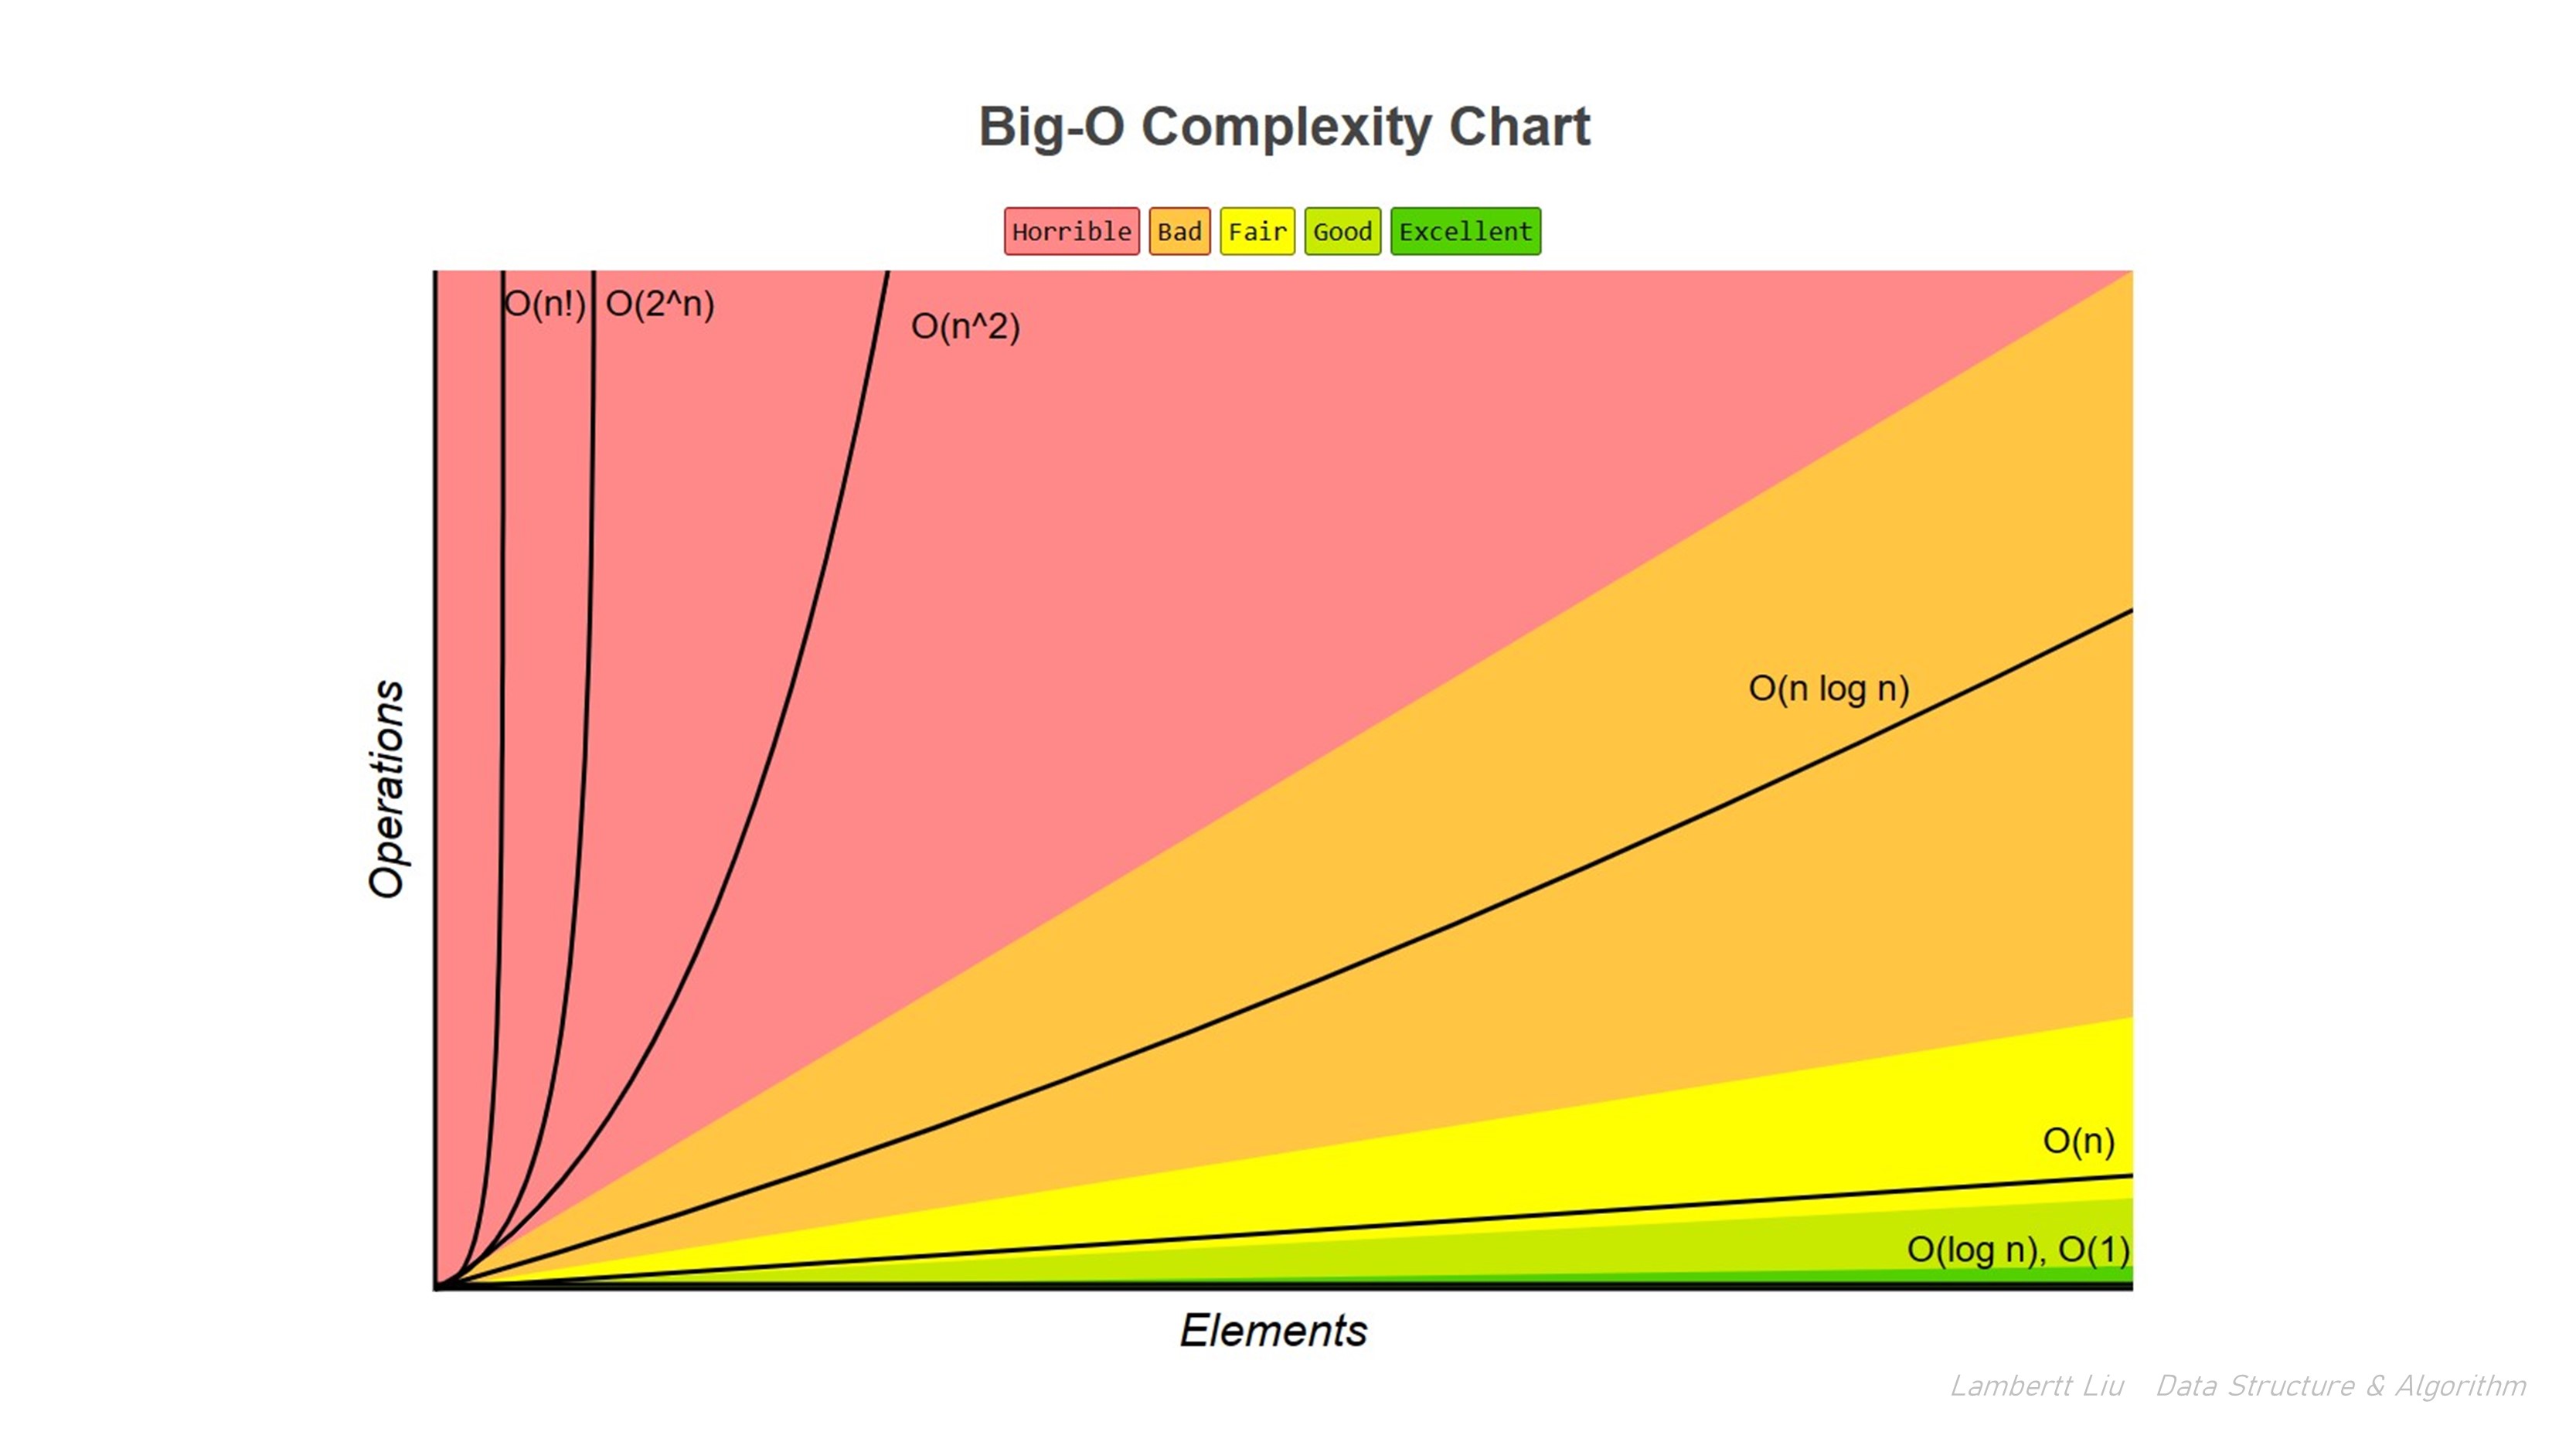 Big-O Complexity Chart
Horrible Bad Fair Good Excellent
O(n!) O(2^n)
O(n^2)
O(n log n)
Operations
O(n)
O(log n), O(1)
Elements
Lambertt Liu Data Structure & Algorithm